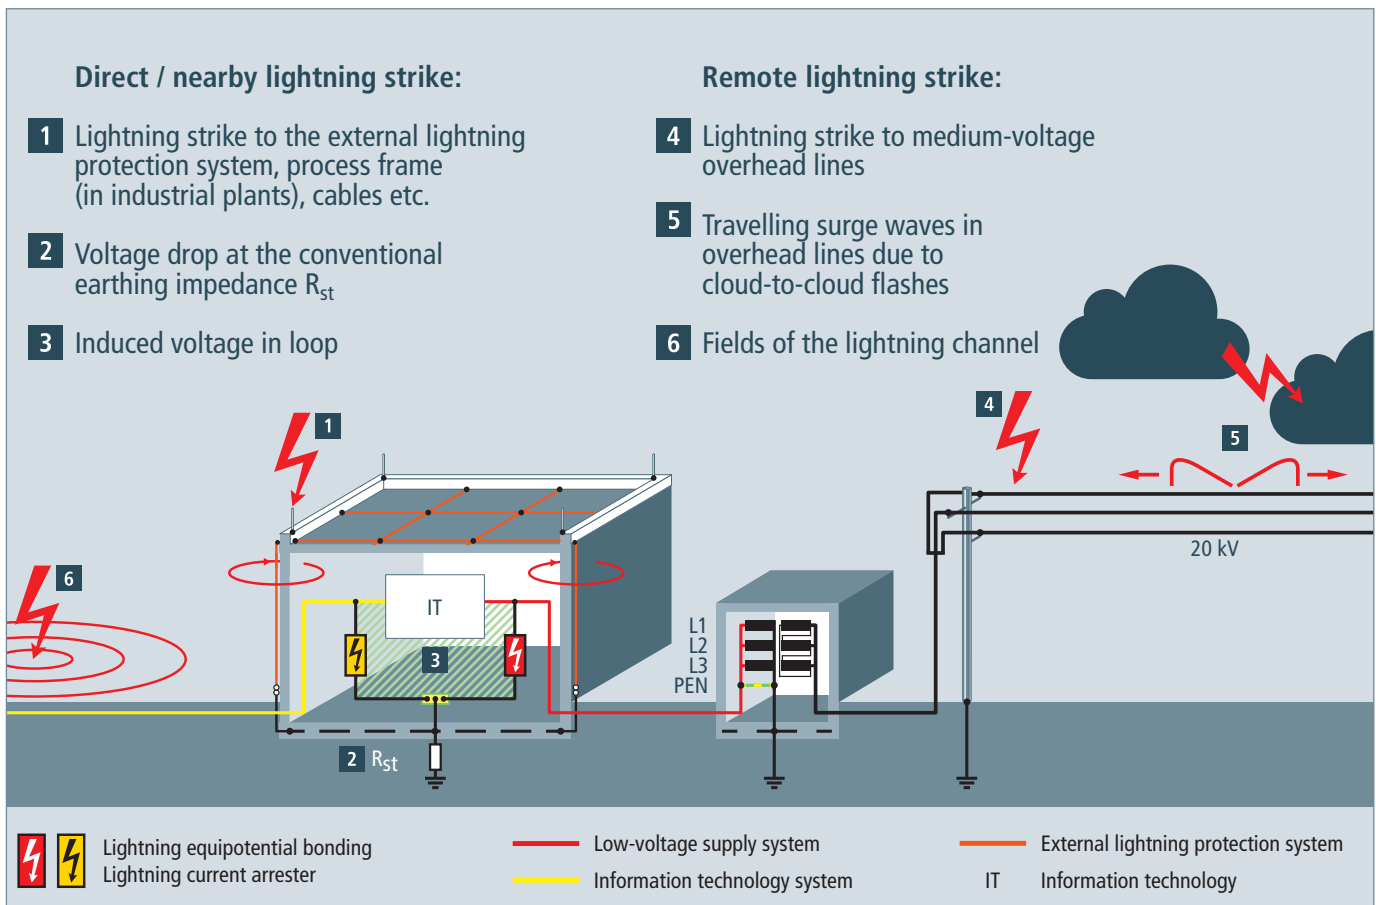 Direct / nearby lightning strike:
1 Lightning strike to the external lightning
protection system, process frame
(in industrial plants), cables etc.
2 Voltage drop at the conventional
earthing impedance Rst
3 Induced voltage in loop
Remote lightning strike:
4 Lightning strike to medium-voltage
overhead lines
5 Travelling surge waves in
overhead lines due to
cloud-to-cloud flashes
6 Fields of the lightning channel
1
4
5
20 kV
6
IT
3
L1
L2
L3
PEN
2 Rst
Lightning equipotential bonding
Lightning current arrester
Low-voltage supply system
Information technology system
External lightning protection system
IT Information technology